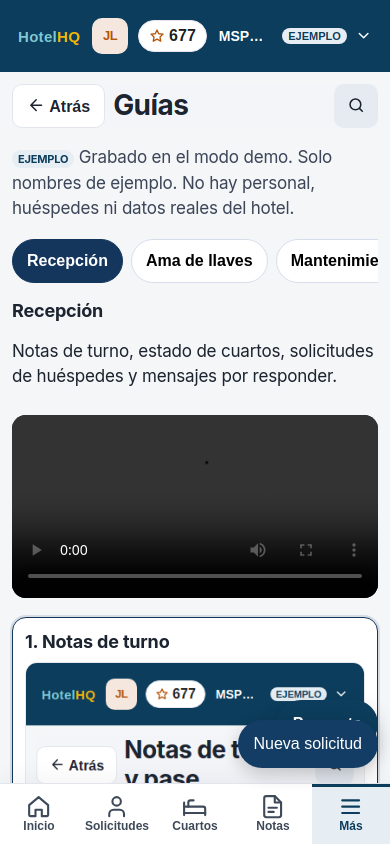 HotelHQ JL 677 MSP... EJEMPLO
Atrás Guías
EJEMPLO Grabado en el modo demo. Solo
nombres de ejemplo. No hay personal,
huéspedes ni datos reales del hotel.
Recepción Ama de llaves Mantenimie
Recepción
Notas de turno, estado de cuartos, solicitudes
de huéspedes y mensajes por responder.
0:00
1. Notas de turno
HotelHQ JL 677 MSP... EJEMPLO
Atrás Notas de t
y pase
Nueva solicitud
Inicio Solicitudes Cuartos Notas Más